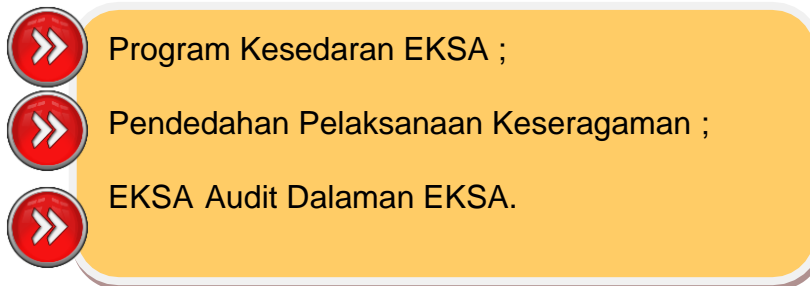 Program Kesedaran EKSA ;
Pendedahan Pelaksanaan Keseragaman ;
EKSA Audit Dalaman EKSA.